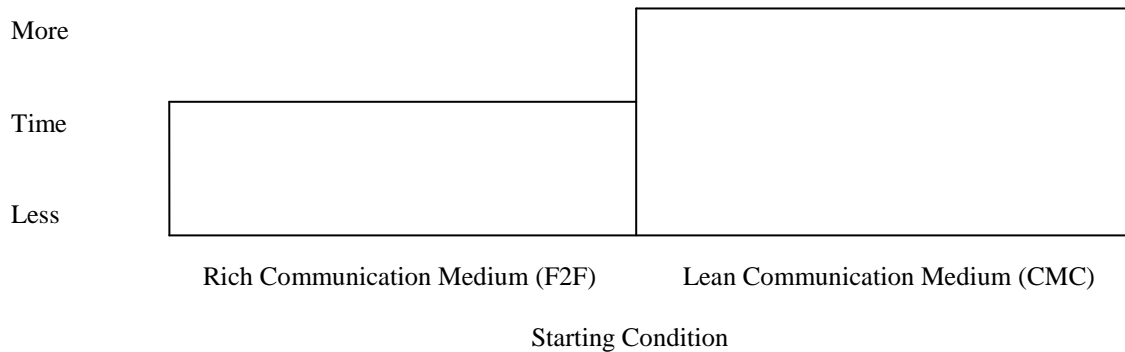 More
Time
Less
Rich Communication Medium (F2F) Lean Communication Medium (CMC)
Starting Condition